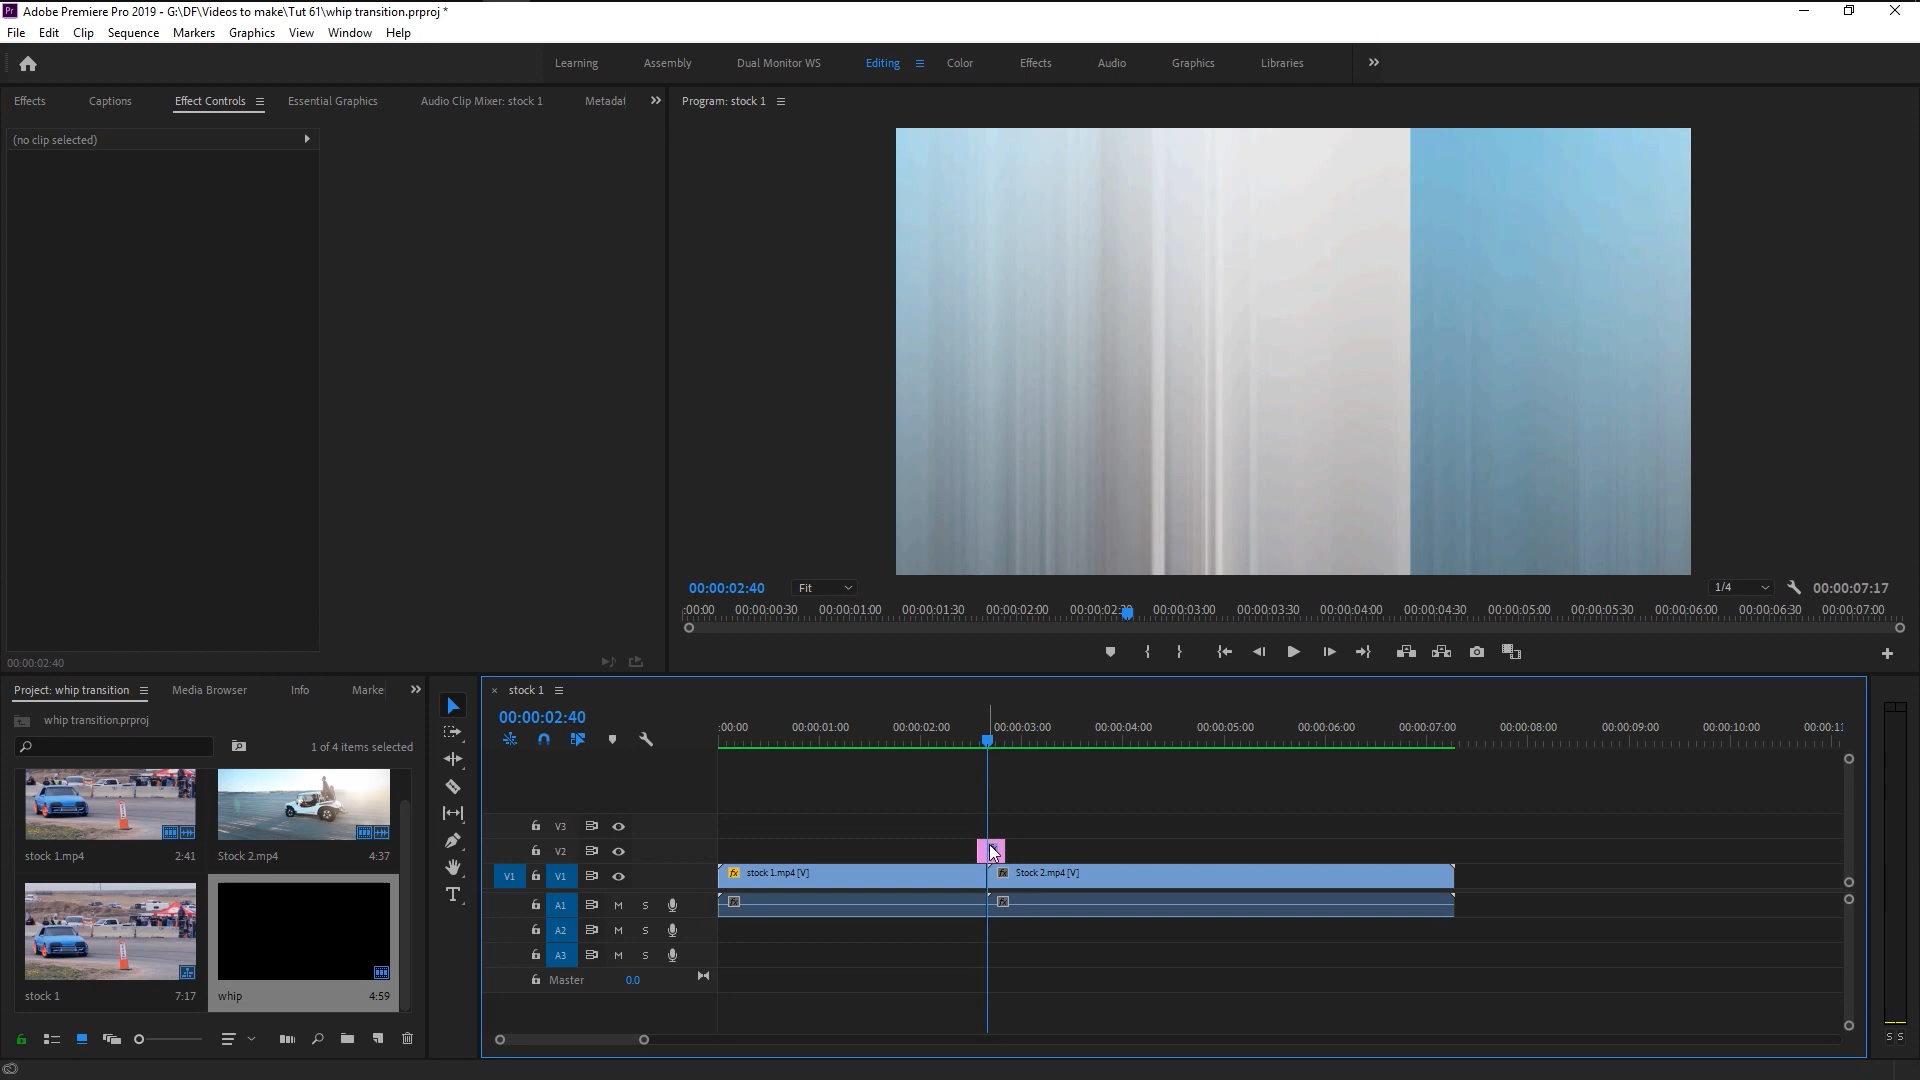 Pr Adobe Premiere Pro 2019 - G:\DF\Videos to make\Tut 61\whip transition.prproj *
File Edit Clip Sequence Markers Graphics View Window Help
Learning Assembly Dual Monitor WS Editing Color Effects Audio Graphics Libraries
Effects Captions Effect Controls Essential Graphics Audio Clip Mixer: stock 1 Metadat
Program: stock 1
(no clip selected)
00:00:02:40 Fit 1/4 00:00:07:17
:00:00 00:00:00:30 00:00:01:00 00:00:01:30 00:00:02:00 00:00:02:30 00:00:03:00 00:00:03:30 00:00:04:00 00:00:04:30 00:00:05:00 00:00:05:30 00:00:06:00 00:00:06:30 00:00:07:00
00:00:02:40
Project: whip transition Media Browser Info Marke
whip transition.prproj
1 of 4 items selected
stock 1.mp4 2:41
Stock 2.mp4 4:37
stock 1 7:17
whip 4:59
stock 1
00:00:02:40
:00:00 00:00:01:00 00:00:02:00 00:00:03:00 00:00:04:00 00:00:05:00 00:00:06:00 00:00:07:00 00:00:08:00 00:00:09:00 00:00:10:00 00:00:11
V3
V2
V1 V1 fx stock 1.mp4 [V] fx Stock 2.mp4 [V]
A1 M S fx fx
A2 M S
A3 M S
Master 0.0
S S